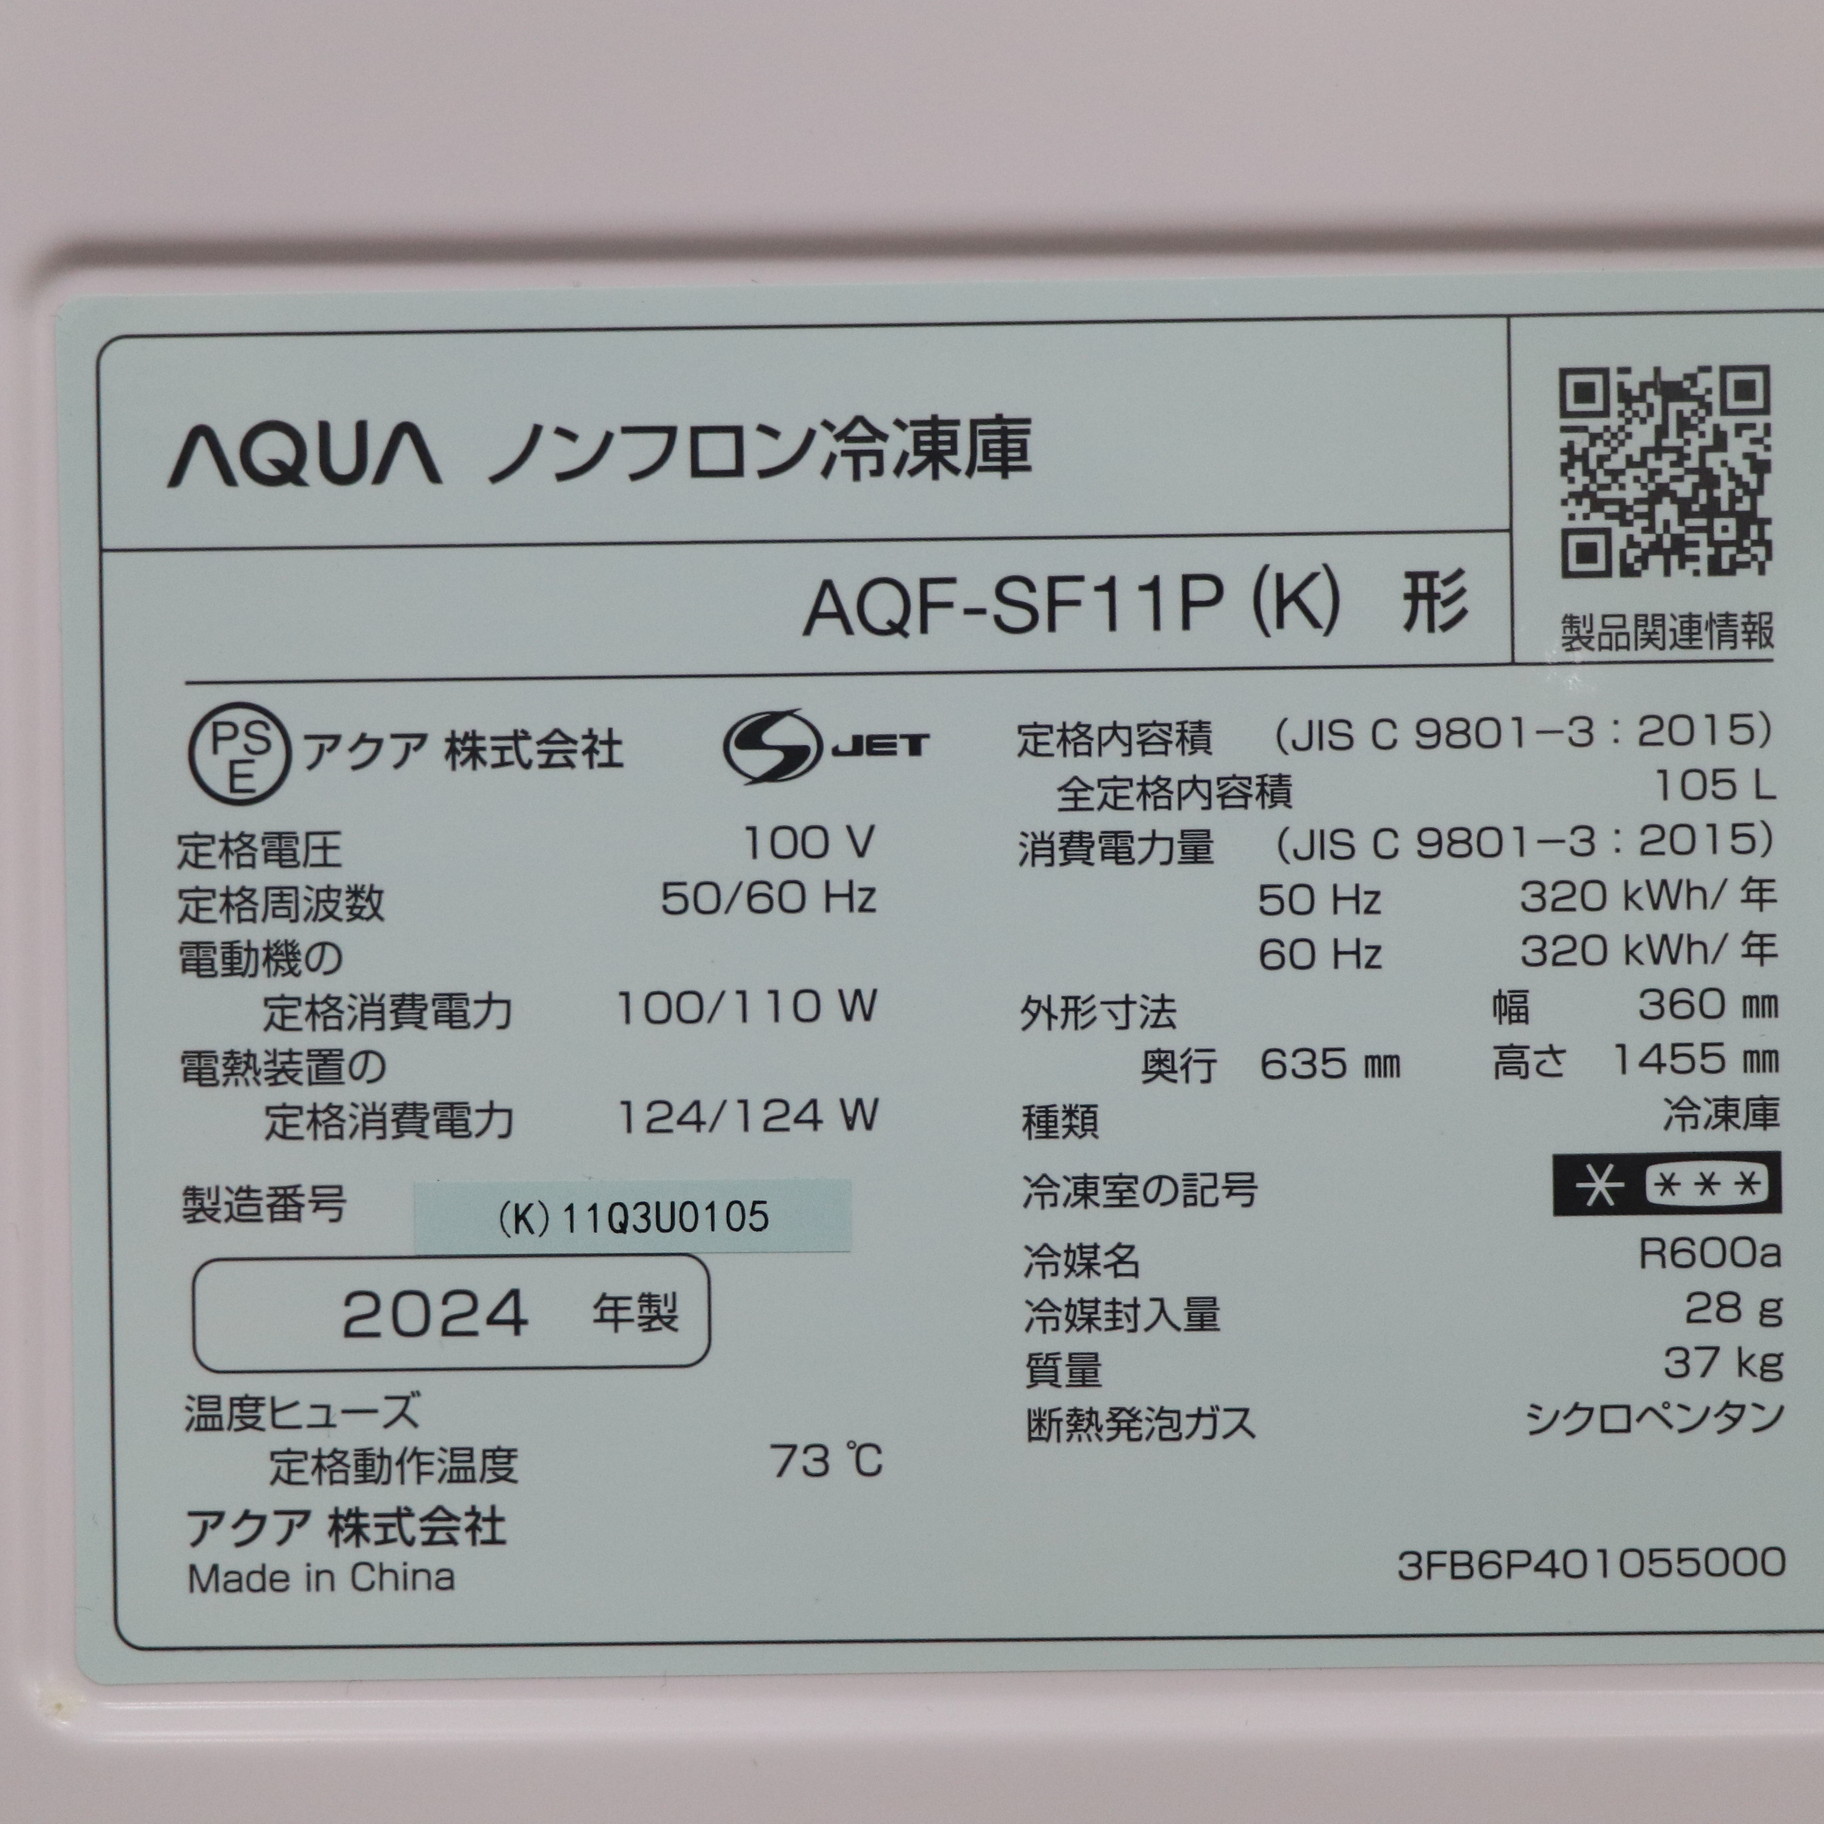 AQUA ノンフロン冷凍庫
AQF-SF11P (K) 形
製品関連情報
PS
E
アクア 株式会社
JET
定格電圧 100 V
定格周波数 50/60 Hz
電動機の
定格消費電力 100/110 W
電熱装置の
定格消費電力 124/124 W
製造番号 (K)11Q3U0105
2024 年製
温度ヒューズ
定格動作温度 73 ℃
アクア 株式会社
Made in China
定格内容積 (JIS C 9801-3：2015)
全定格内容積 105 L
消費電力量 (JIS C 9801-3：2015)
50 Hz 320 kWh/年
60 Hz 320 kWh/年
外形寸法 幅 360 ㎜
奥行 635 ㎜ 高さ 1455 ㎜
種類 冷凍庫
冷凍室の記号 * ***
冷媒名 R600a
冷媒封入量 28 g
質量 37 kg
断熱発泡ガス シクロペンタン
3FB6P401055000